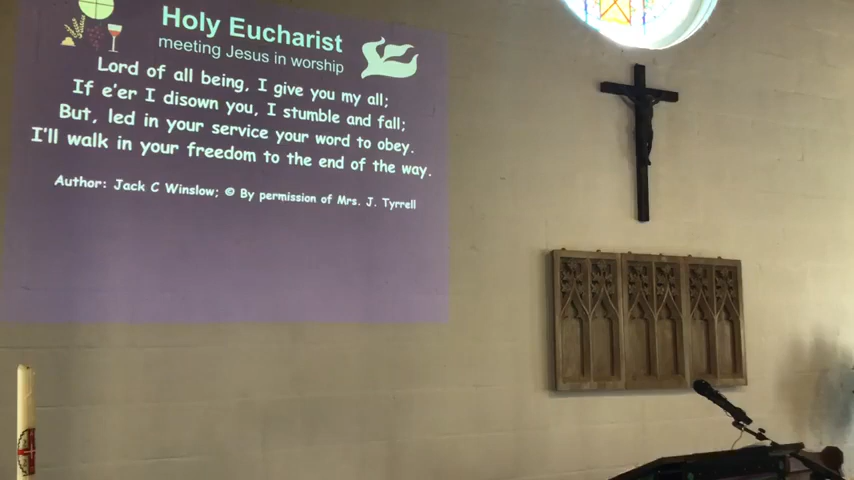 Holy Eucharist
meeting Jesus in worship
Lord of all being, I give you my all;
If e'er I disown you, I stumble and fall;
But, led in your service your word to obey.
I'll walk in your freedom to the end of the way.
Author: Jack C Winslow; © By permission of Mrs. J. Tyrrell